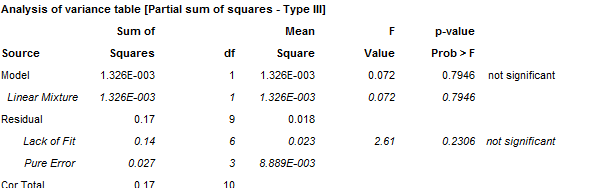 Analysis of variance table [Partial sum of squares - Type III]
Sum of Mean F p-value
Source Squares df Square Value Prob > F
Model 1.326E-003 1 1.326E-003 0.072 0.7946 not significant
Linear Mixture 1.326E-003 1 1.326E-003 0.072 0.7946
Residual 0.17 9 0.018
Lack of Fit 0.14 6 0.023 2.61 0.2306 not significant
Pure Error 0.027 3 8.889E-003
Cor Total 0.17 10